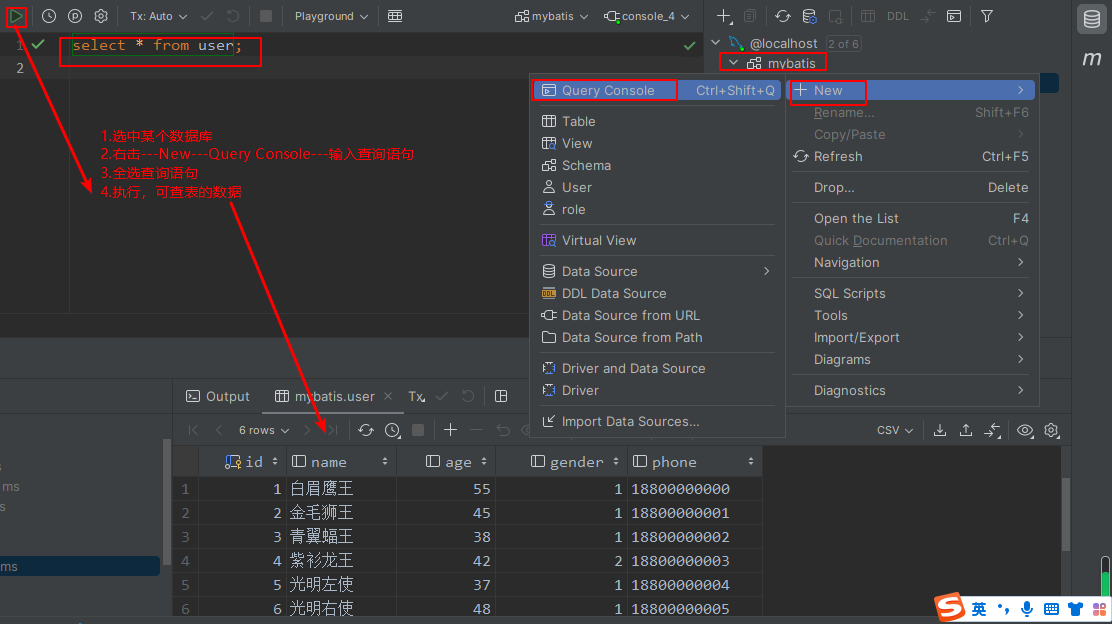 Tx: Auto Playground mybatis console_4 DDL
1 select * from user;
2
@localhost 2 of 6
mybatis
m
1.选中某个数据库
2.右击---New---Query Console---输入查询语句
3.全选查询语句
4.执行，可查表的数据
Query Console Ctrl+Shift+Q
Table
View
Schema
User
role
Virtual View
Data Source
DDL Data Source
Data Source from URL
Data Source from Path
Driver and Data Source
Driver
Import Data Sources...
New
Rename... Shift+F6
Copy/Paste
Refresh Ctrl+F5
Drop... Delete
Open the List F4
Quick Documentation Ctrl+Q
Navigation
SQL Scripts
Tools
Import/Export
Diagrams
Diagnostics
Output mybatis.user Tx
6 rows CSV
id name age gender phone
1 1 白眉鹰王 55 1 18800000000
2 2 金毛狮王 45 1 18800000001
3 3 青翼蝠王 38 1 18800000002
4 4 紫衫龙王 42 2 18800000003
5 5 光明左使 37 1 18800000004
6 6 光明右使 48 1 18800000005
s
ms
s
ms
S 英